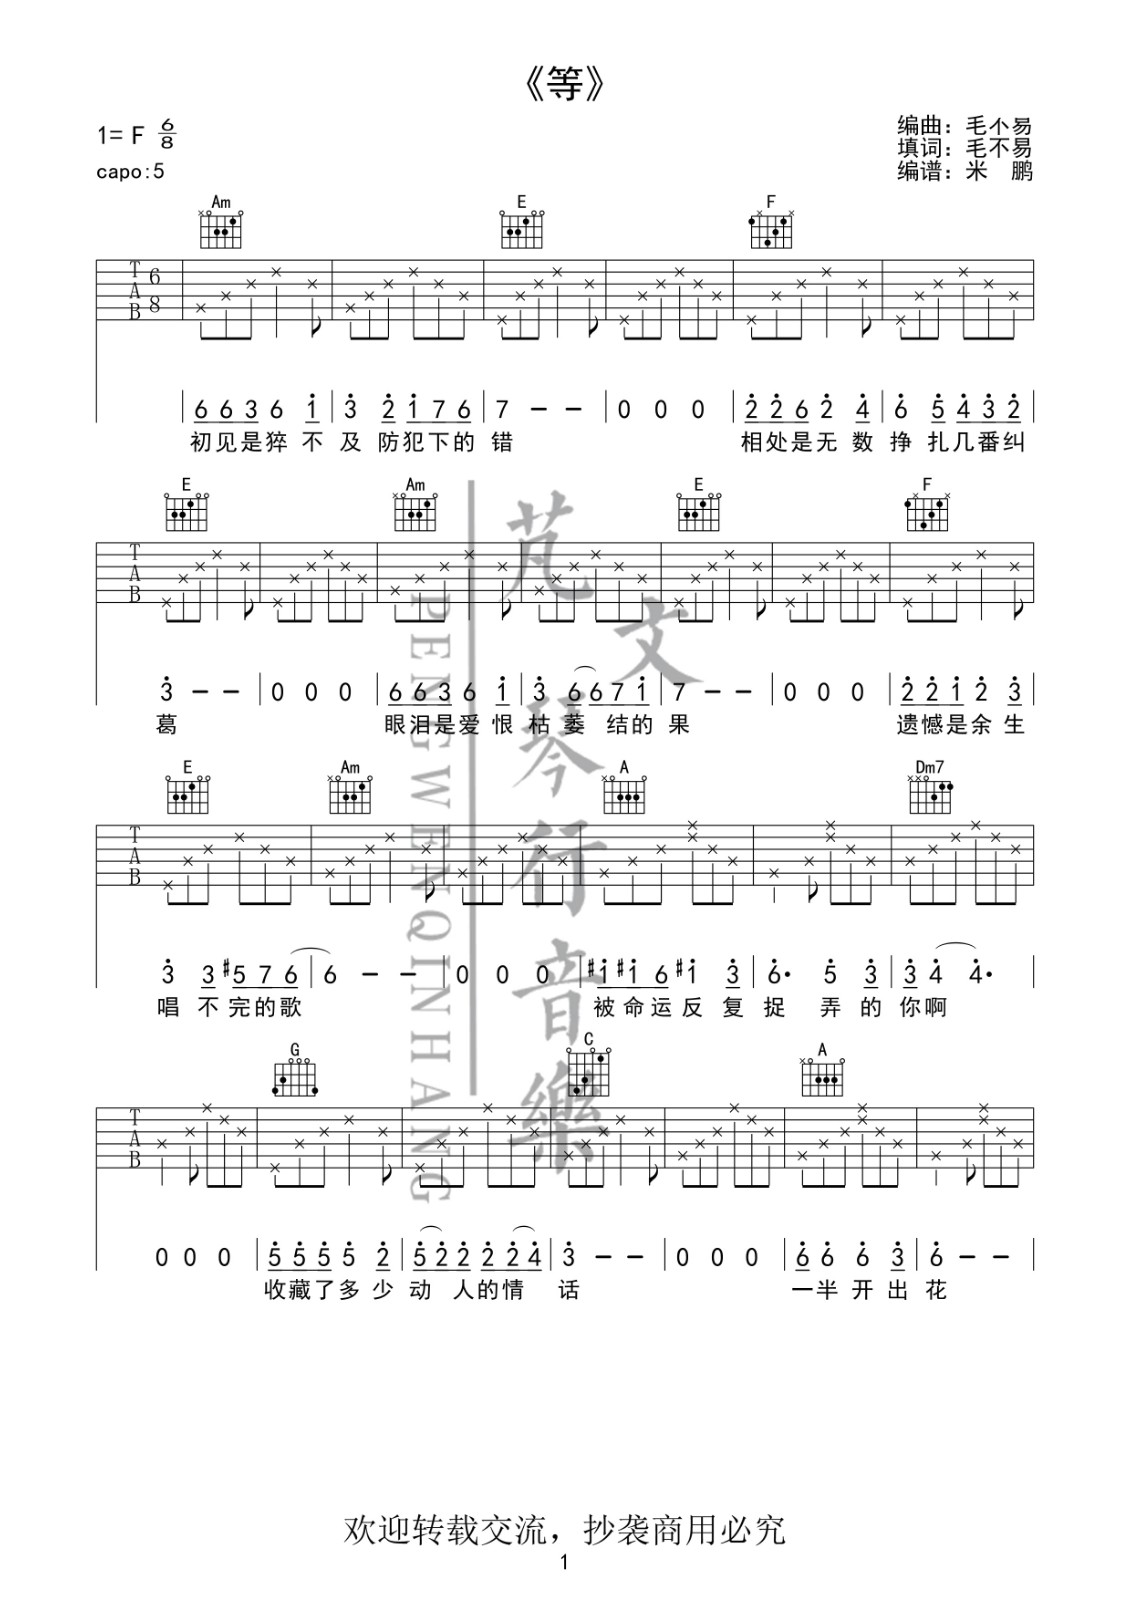 《等》
1= F 6/8
编曲：毛不易
填词：毛不易
capo:5
编谱：米 鹏
Am E F
T A B 6 8
6 6 3 6 1 3 2 1 7 6 7 - - 0 0 0 2 2 6 2 4 6 5 4 3 2
初见是猝不及防犯下的错 相处是无数挣扎几番纠
E Am E F
T A B
3 - - 0 0 0 6 6 3 6 1 3 6 6 7 1 7 - - 0 0 0 2 2 1 2 3
葛 眼泪是爱恨枯萎结的果 遗憾是余生
E Am A Dm7
T A B
3 3 #5 7 6 6 - - 0 0 0 #1 #1 6 #1 3 6· 5 3 3 4 4·
唱不完的歌 被命运反复捉弄的你啊
G C A
T A B
0 0 0 5 5 5 5 2 5 2 2 2 2 4 3 - - 0 0 0 6 6 6 3 6 - -
收藏了多少动人的情话 一半开出花
芃文琴行音樂
PENGWENQINHANG
欢迎转载交流，抄袭商用必究
1